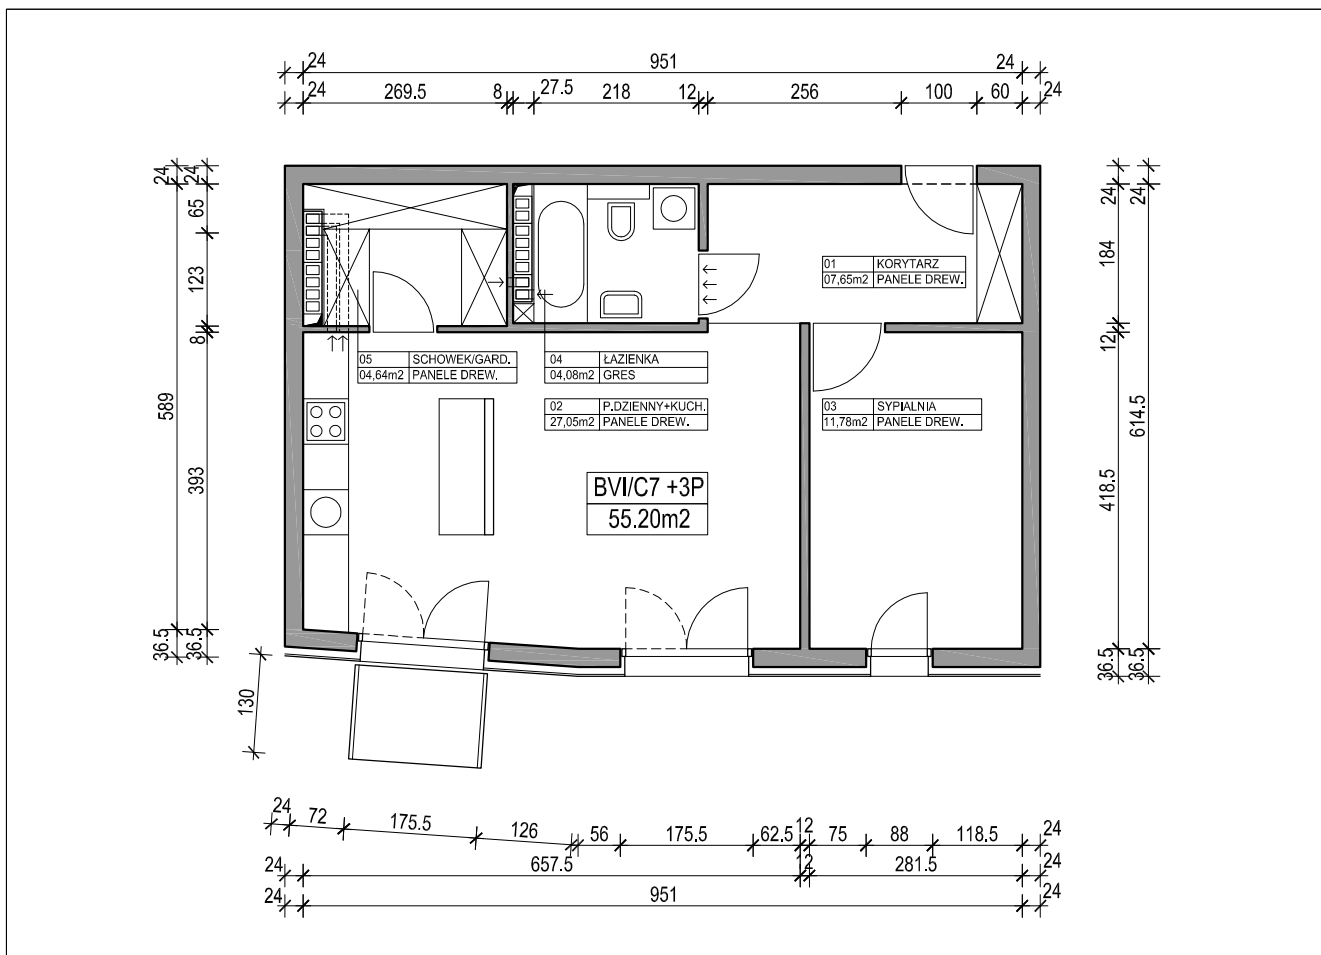 24 951 24
24 269.5 8 27.5 218 12 256 100 60 24
24 24
65
123
8
589
393
36.5 36.5
130
24 24
184
12
614.5
418.5
36.5 36.5
01 KORYTARZ
07,65m2 PANELE DREW.
05 SCHOWEK/GARD.
04,64m2 PANELE DREW.
04 ŁAZIENKA
04,08m2 GRES
02 P.DZIENNY+KUCH.
27,05m2 PANELE DREW.
03 SYPIALNIA
11,78m2 PANELE DREW.
BVI/C7 +3P
55.20m2
24 72 175.5 126 56 175.5 62.5 12 75 88 118.5 24
24 657.5 12 281.5 24
24 951 24